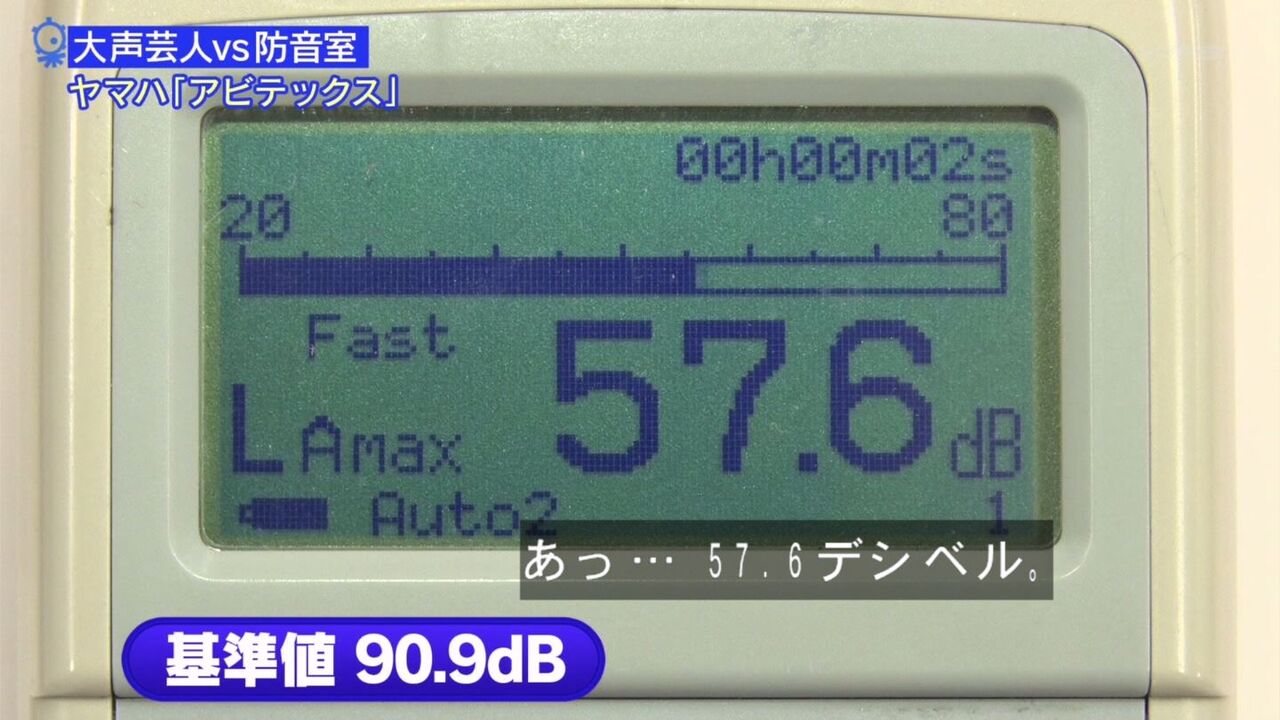 大声芸人vs防音室
ヤマハ「アビテックス」
00h00m02s
20 80
Fast
57.6 dB
LAmax
Auto2 1
あっ… 57.6デシベル。
基準値 90.9dB